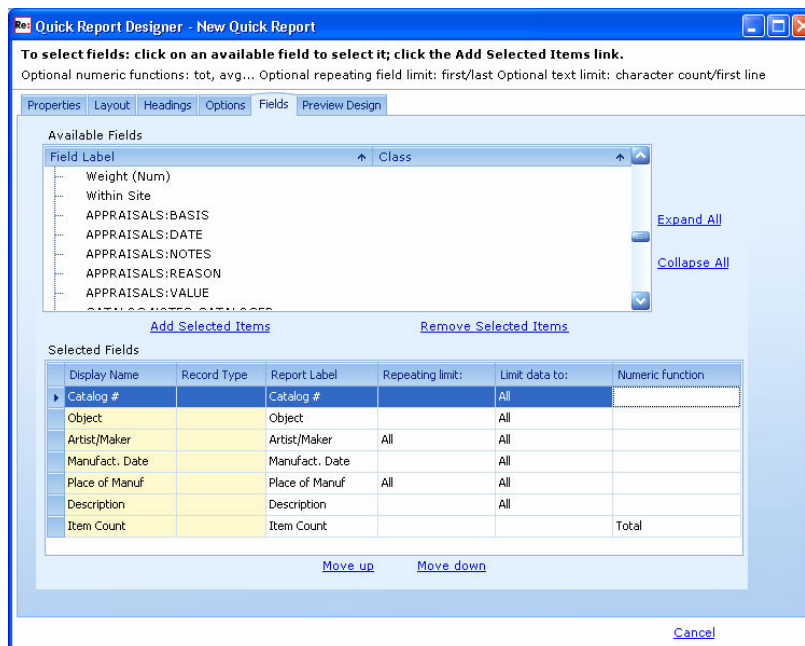 Re: Quick Report Designer - New Quick Report
To select fields: click on an available field to select it; click the Add Selected Items link.
Optional numeric functions: tot, avg... Optional repeating field limit: first/last Optional text limit: character count/first line
Properties Layout Headings Options Fields Preview Design
Available Fields
Field Label Class
Weight (Num)
Within Site
APPRAISALS:BASIS
APPRAISALS:DATE
APPRAISALS:NOTES
APPRAISALS:REASON
APPRAISALS:VALUE
Expand All
Collapse All
Add Selected Items Remove Selected Items
Selected Fields
Display Name Record Type Report Label Repeating limit: Limit data to: Numeric function
Catalog # Catalog # All
Object Object All
Artist/Maker Artist/Maker All All
Manufact. Date Manufact. Date All
Place of Manuf Place of Manuf All All
Description Description All
Item Count Item Count Total
Move up Move down
Cancel